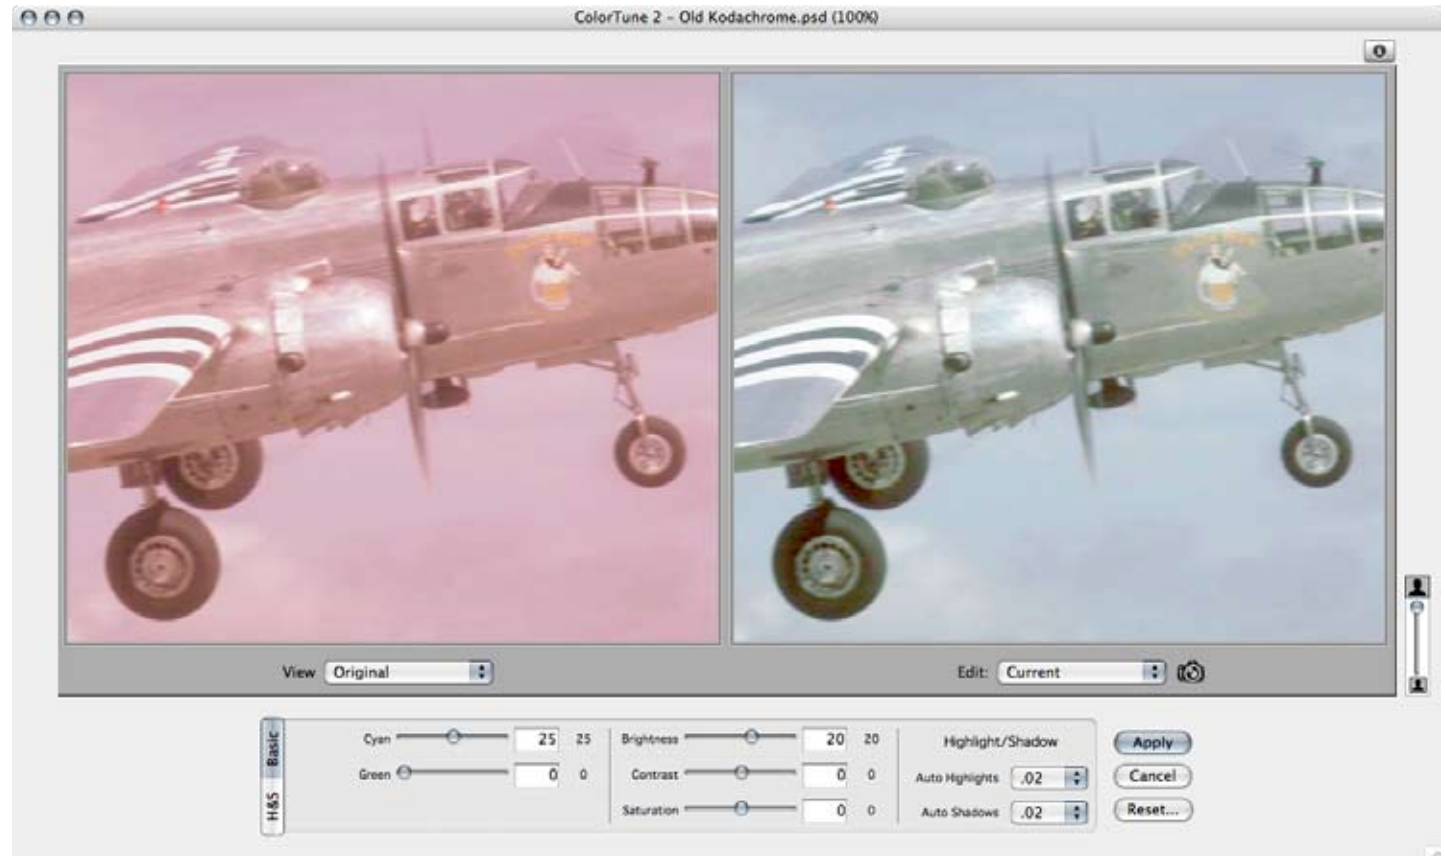 ColorTune 2 - Old Kodachrome.psd (100%)
View Original
Edit: Current
Basic
H&S
Cyan 25 25
Green 0 0
Brightness 20 20
Contrast 0 0
Saturation 0 0
Highlight/Shadow
Auto Highlights .02
Auto Shadows .02
Apply
Cancel
Reset...